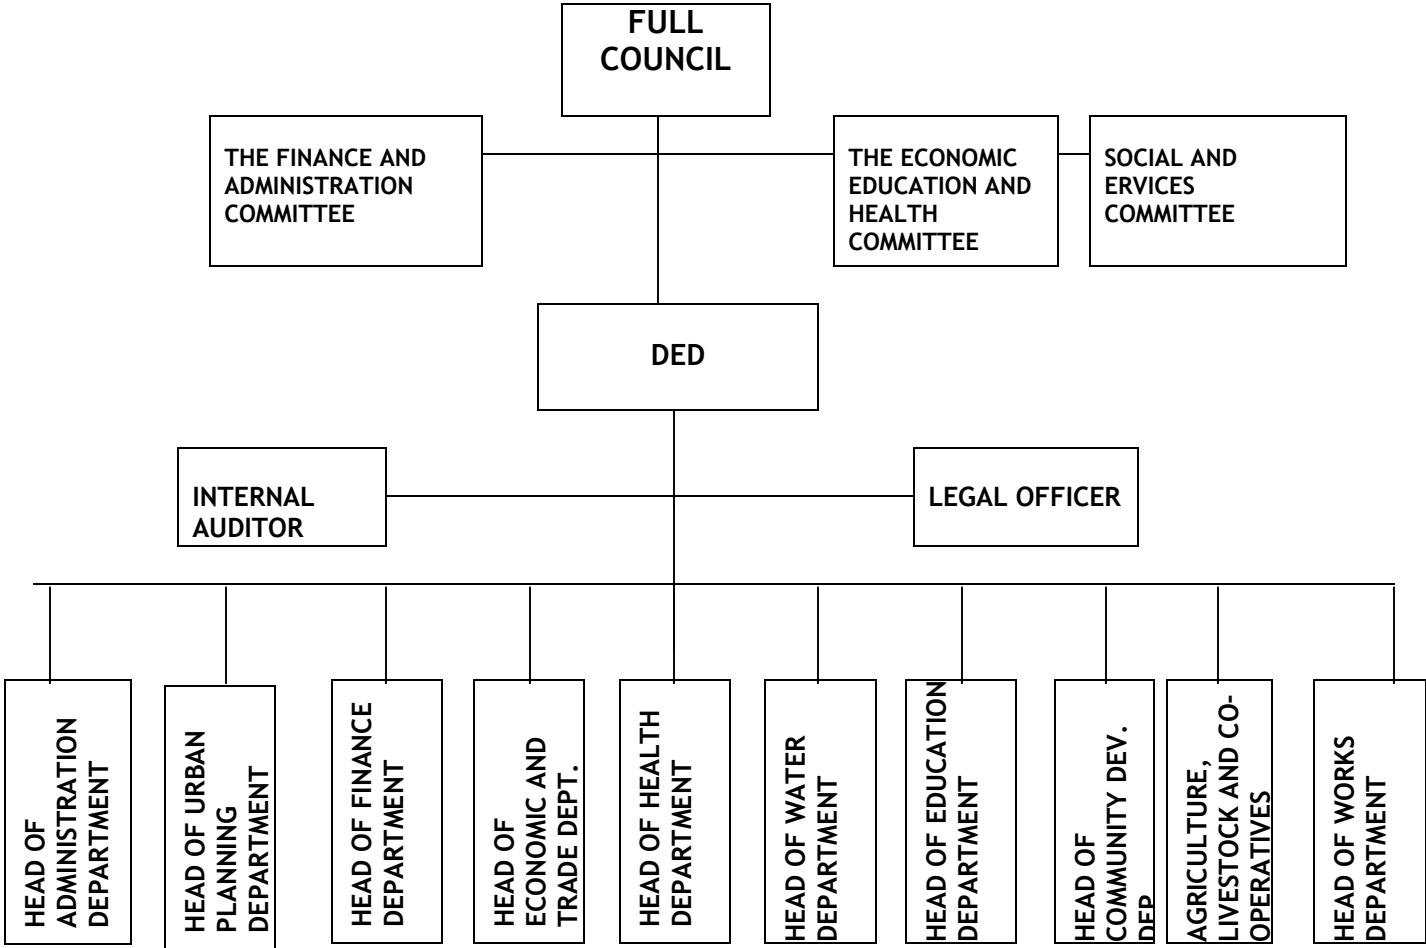 FULL
COUNCIL
THE FINANCE AND
ADMINISTRATION
COMMITTEE
THE ECONOMIC
EDUCATION AND
HEALTH
COMMITTEE
SOCIAL AND
ERVICES
COMMITTEE
DED
INTERNAL
AUDITOR
LEGAL OFFICER
HEAD OF
ADMINISTRATION
DEPARTMENT
HEAD OF URBAN
PLANNING
DEPARTMENT
HEAD OF FINANCE
DEPARTMENT
HEAD OF
ECONOMIC AND
TRADE DEPT.
HEAD OF HEALTH
DEPARTMENT
HEAD OF WATER
DEPARTMENT
HEAD OF EDUCATION
DEPARTMENT
HEAD OF
COMMUNITY DEV.
DEP
AGRICULTURE,
LIVESTOCK AND CO-
OPERATIVES
HEAD OF WORKS
DEPARTMENT